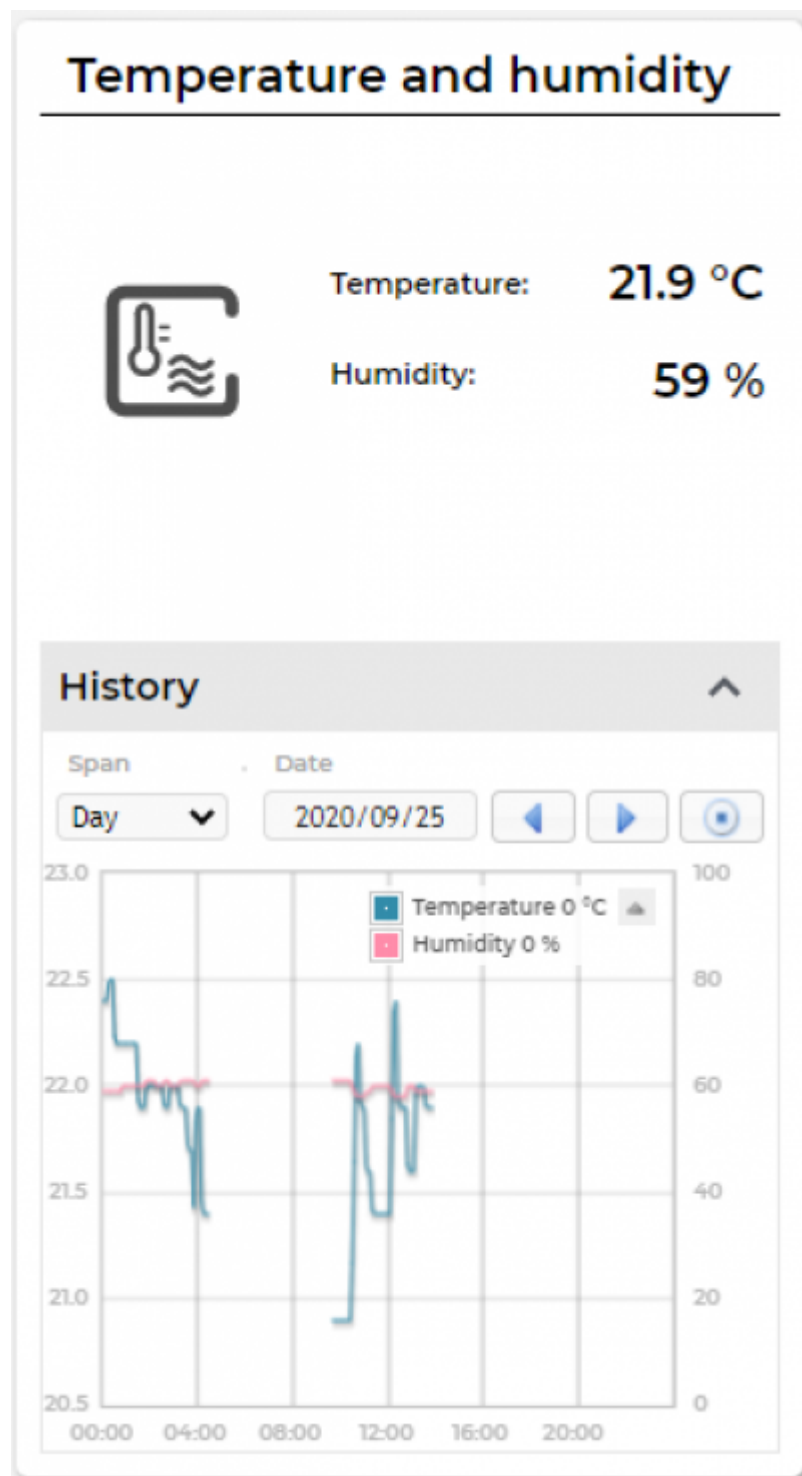 Temperature and humidity
Temperature: 21.9 °C
Humidity: 59 %
History
Span . Date
Day 2020/09/25
23.0 100
Temperature 0 °C
Humidity 0 %
22.5 80
22.0 60
21.5 40
21.0 20
20.5 0
00:00 04:00 08:00 12:00 16:00 20:00